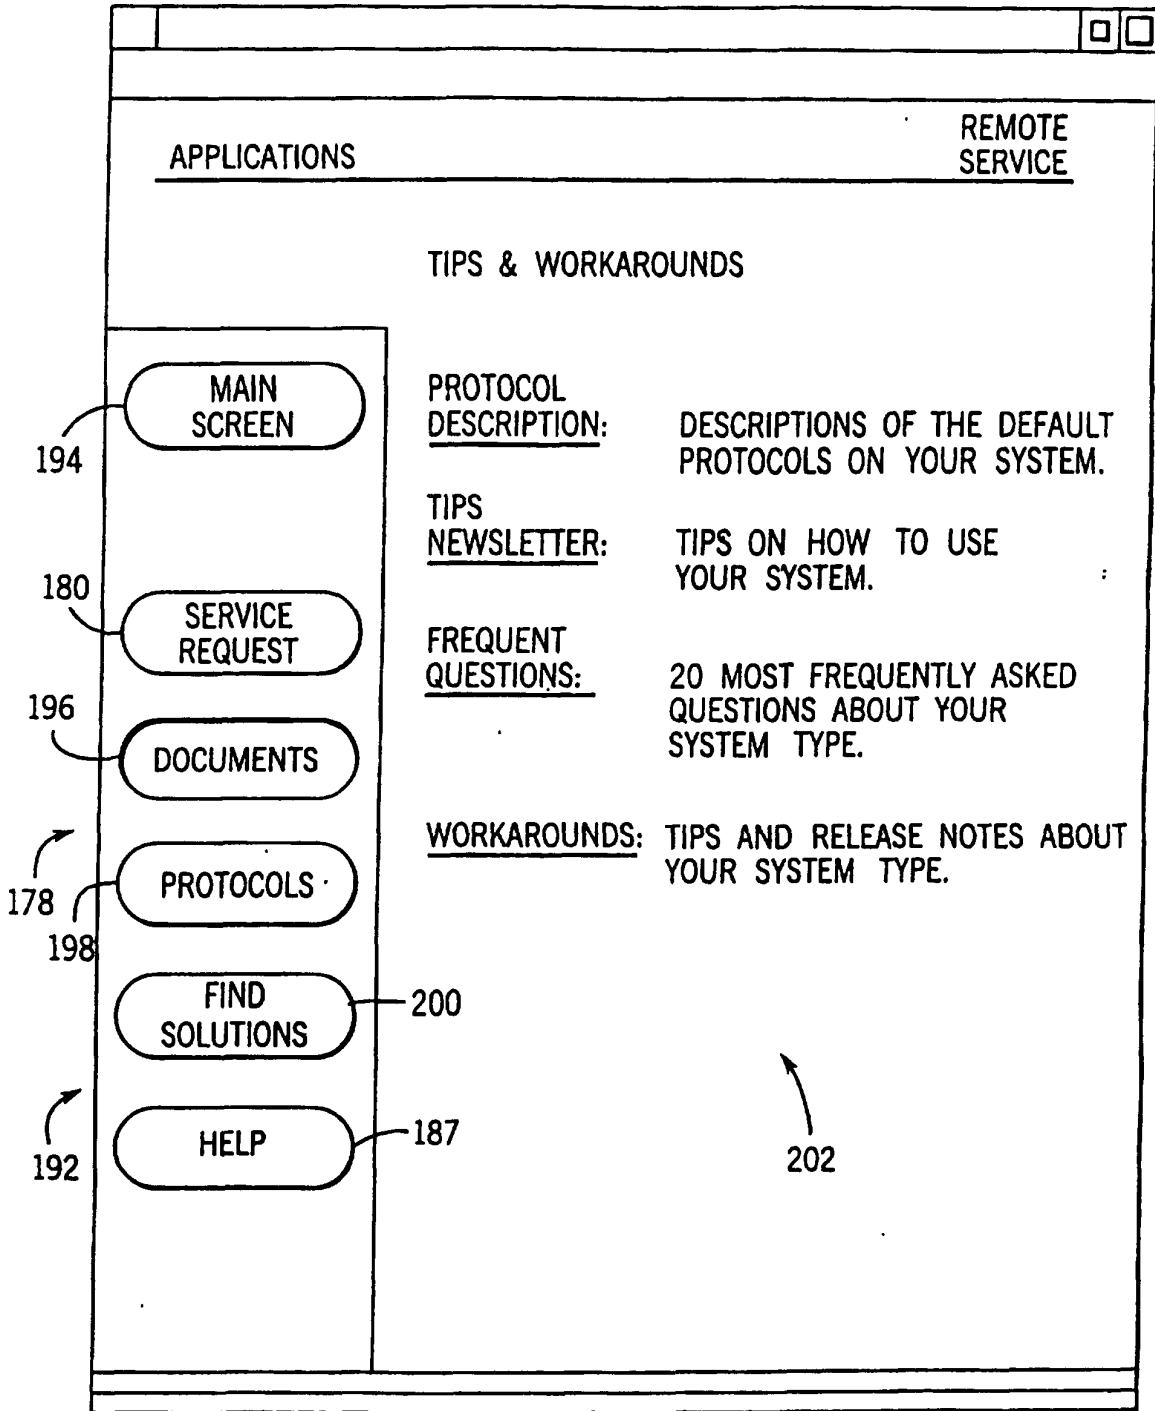 REMOTE
APPLICATIONS SERVICE
TIPS & WORKAROUNDS
MAIN
SCREEN
194
180
SERVICE
REQUEST
196
DOCUMENTS
178
PROTOCOLS
198
FIND
SOLUTIONS
200
192
HELP
187
PROTOCOL
DESCRIPTION: DESCRIPTIONS OF THE DEFAULT
PROTOCOLS ON YOUR SYSTEM.
TIPS
NEWSLETTER: TIPS ON HOW TO USE
YOUR SYSTEM.
FREQUENT
QUESTIONS: 20 MOST FREQUENTLY ASKED
QUESTIONS ABOUT YOUR
SYSTEM TYPE.
WORKAROUNDS: TIPS AND RELEASE NOTES ABOUT
YOUR SYSTEM TYPE.
202